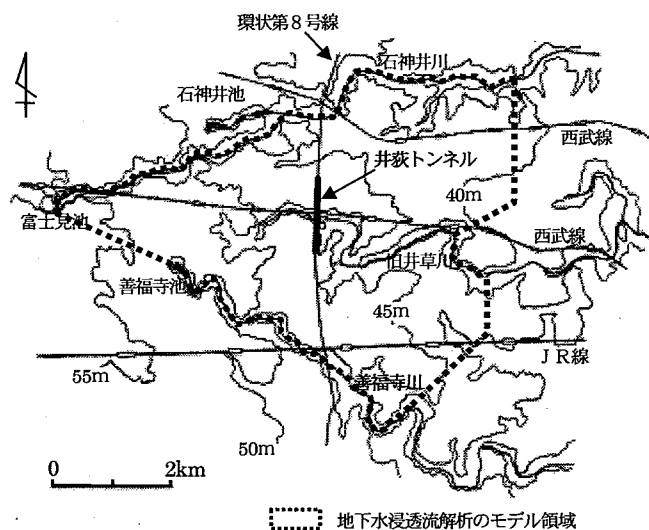 環状第８号線
石神井川
石神井池
西武線
井荻トンネル
40m
富士見池
西武線
旧井草川
善福寺池
45m
ＪＲ線
55m
善福寺川
50m
0 2km
地下水浸透流解析のモデル領域